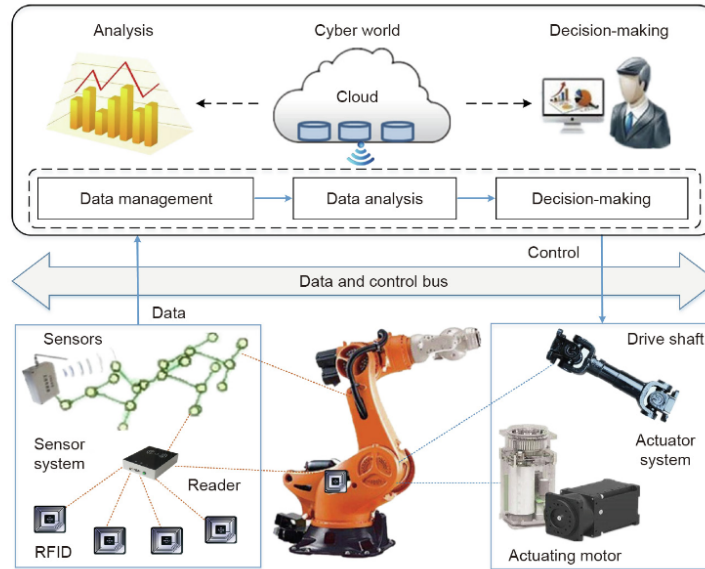 Analysis
Cyber world
Decision-making
Cloud
Data management
Data analysis
Decision-making
Control
Data and control bus
Data
Sensors
Drive shaft
Sensor
system
Reader
Actuator
system
RFID
Actuating motor